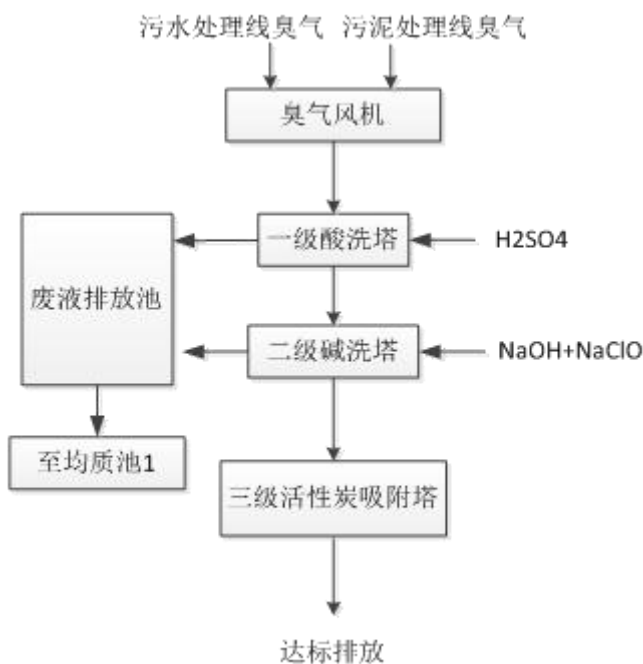 污水处理线臭气
污泥处理线臭气
臭气风机
一级酸洗塔
H2SO4
废液排放池
二级碱洗塔
NaOH+NaClO
至均质池1
三级活性炭吸附塔
达标排放